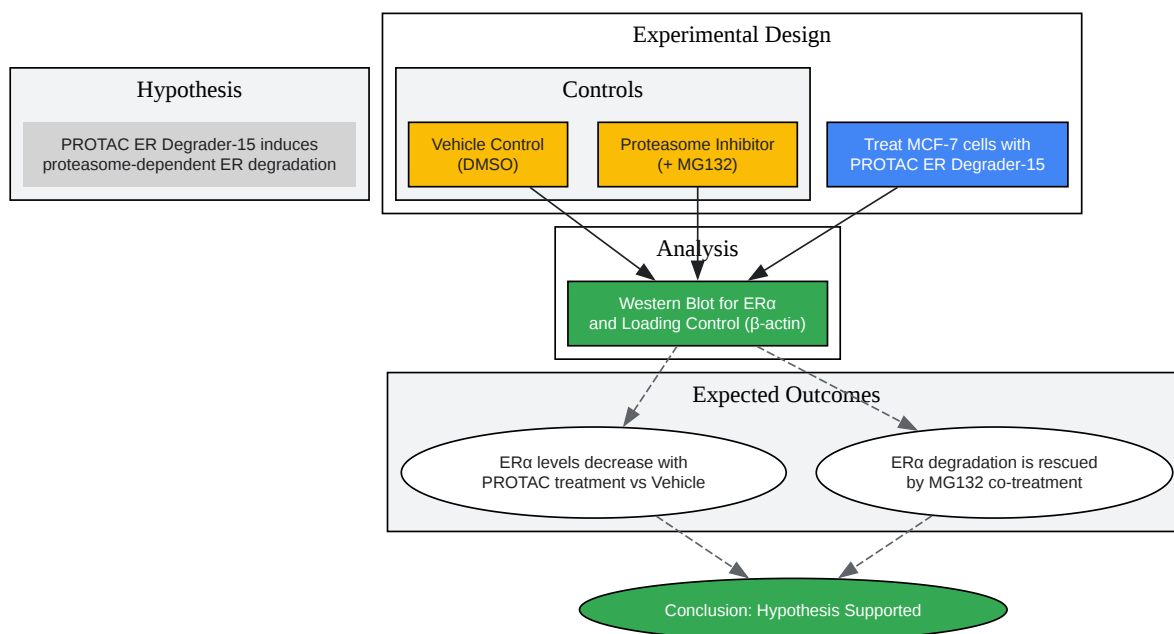 Experimental Design
Hypothesis
PROTAC ER Degrader-15 induces
proteasome-dependent ER degradation
Controls
Vehicle Control
(DMSO)
Proteasome Inhibitor
(+ MG132)
Treat MCF-7 cells with
PROTAC ER Degrader-15
Analysis
Western Blot for ERα
and Loading Control (β-actin)
Expected Outcomes
ERα levels decrease with
PROTAC treatment vs Vehicle
ERα degradation is rescued
by MG132 co-treatment
Conclusion: Hypothesis Supported